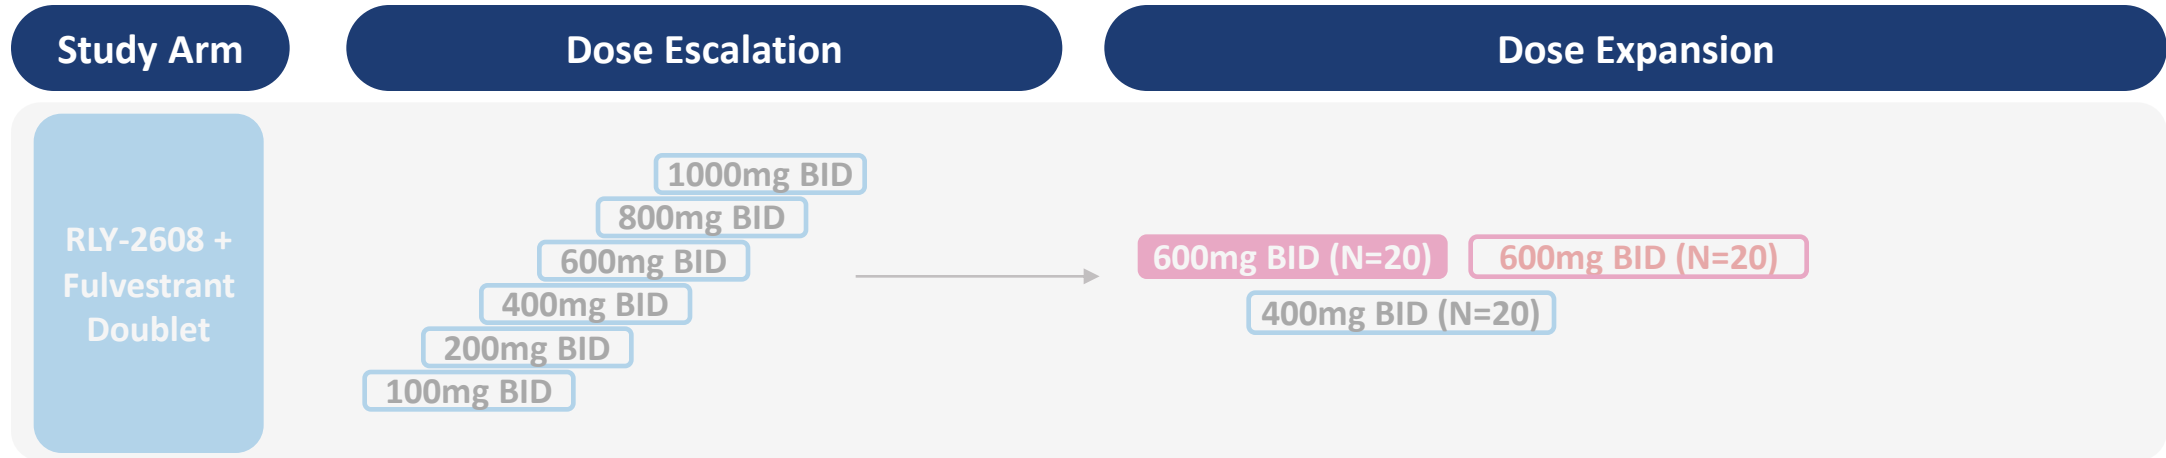 Study Arm
Dose Escalation
Dose Expansion
RLY-2608 +
Fulvestrant
Doublet
1000mg BID
800mg BID
600mg BID
400mg BID
200mg BID
100mg BID
600mg BID (N=20)
600mg BID (N=20)
400mg BID (N=20)